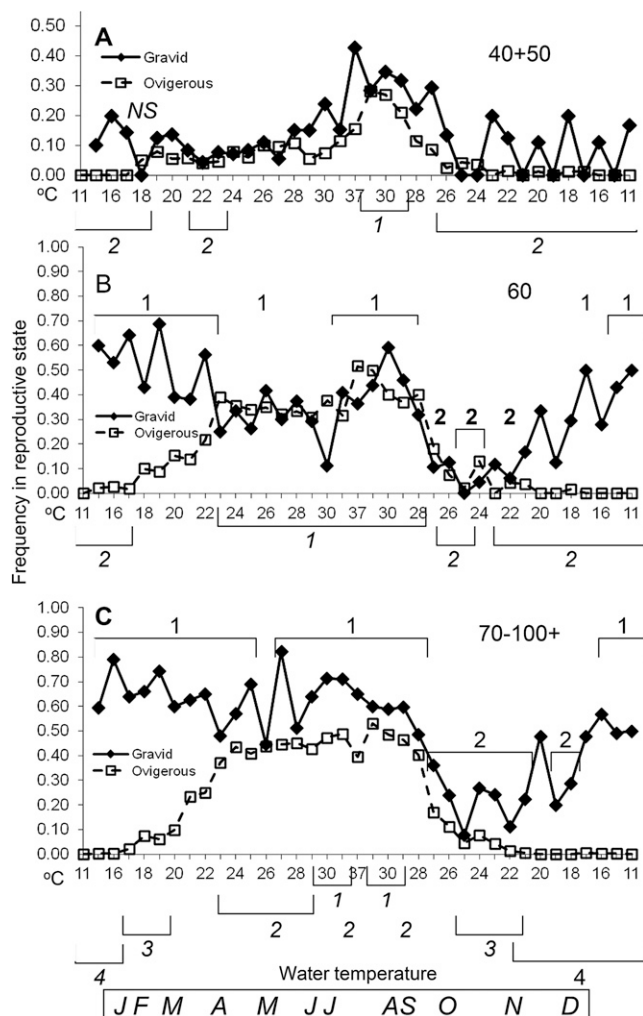 A
40+50
Gravid
Ovigerous
NS
0.50
0.40
0.30
0.20
0.10
0.00
ºC 11 16 18 20 22 24 26 28 30 37 30 28 26 24 22 20 18 16 11
2 2 1 2
B
60
1 1 1 1 1
1.00
0.90
0.80
0.70
0.60
0.50
0.40
0.30
0.20
0.10
0.00
Gravid
Ovigerous
2 2 2
ºC 11 16 18 20 22 24 26 28 30 37 30 28 26 24 22 20 18 16 11
2 1 2 2
Frequency in reproductive state
C
70-100+
1 1 1
1.00
0.90
0.80
0.70
0.60
0.50
0.40
0.30
0.20
0.10
0.00
Gravid
Ovigerous
2 2
ºC 11 16 18 20 22 24 26 28 30 37 30 28 26 24 22 20 18 16 11
1 1
2 2 2
3 3
4 4
Water temperature
J F M A M J J A S O N D